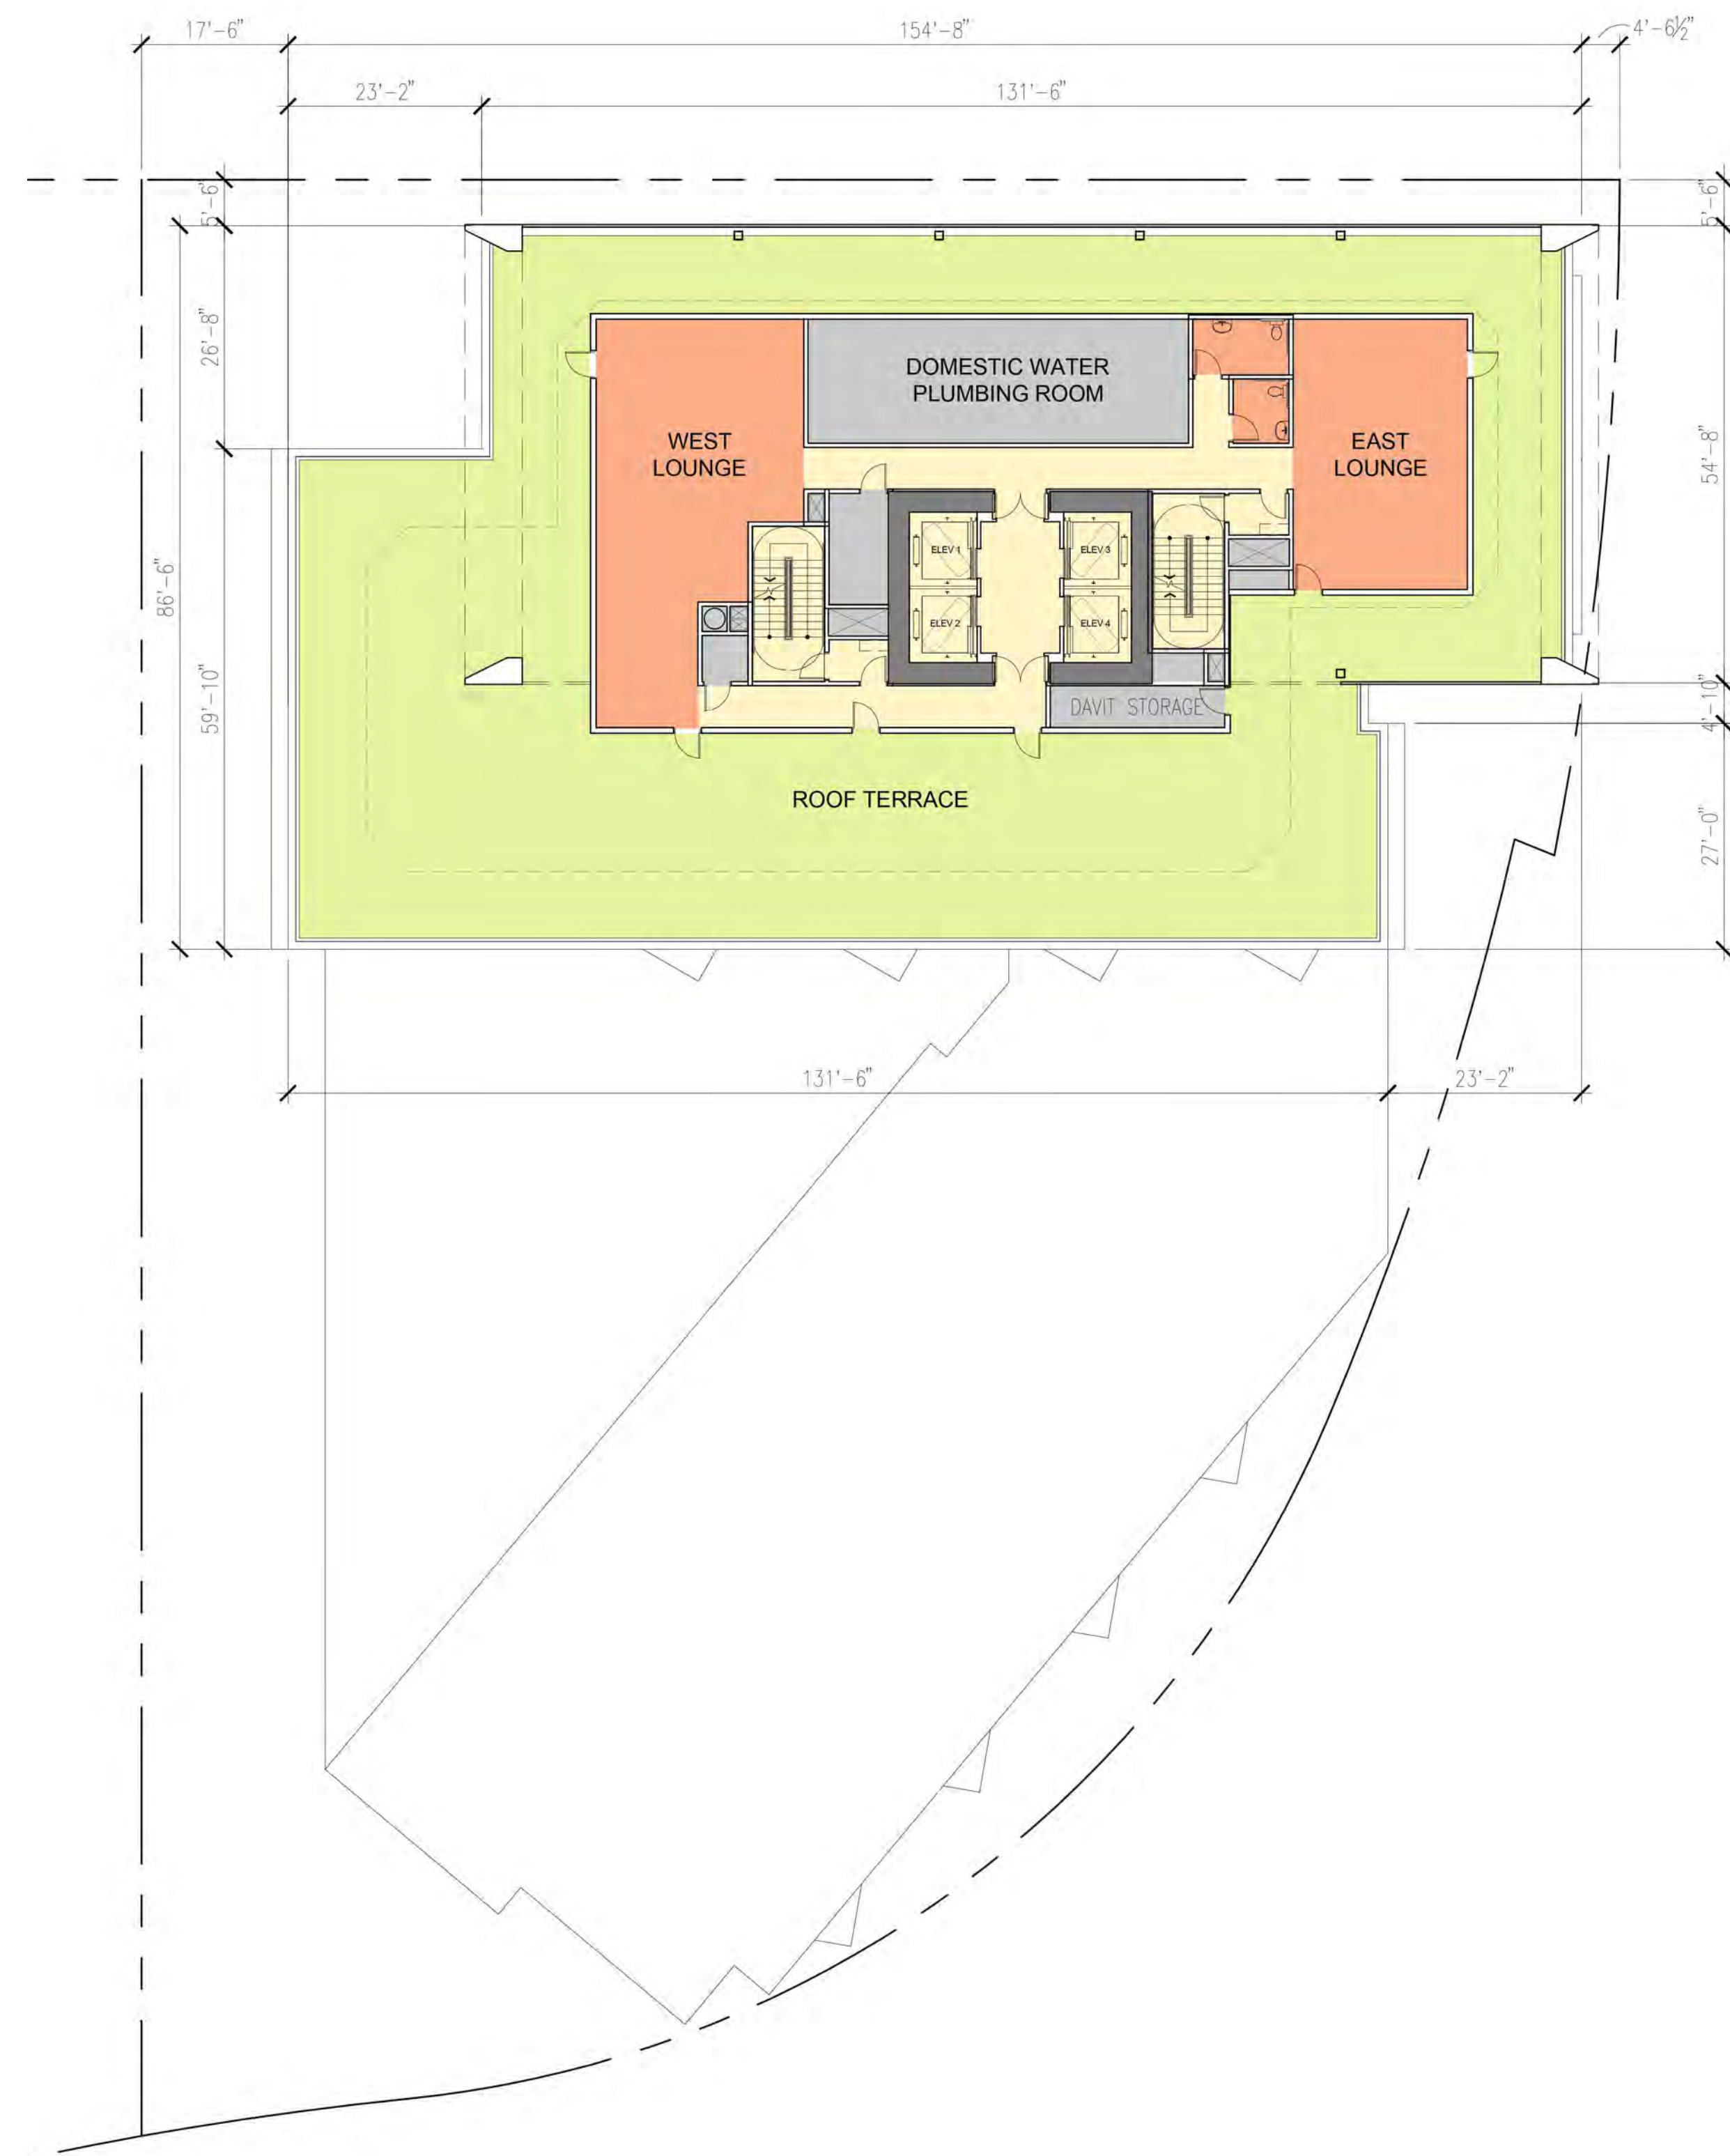 17'-6"
154'-8"
4'-6½"
23'-2"
131'-6"
5'-6"
5'-6"
26'-8"
DOMESTIC WATER
PLUMBING ROOM
WEST
LOUNGE
EAST
LOUNGE
54'-8"
ELEV 1
ELEV 3
86'-6"
ELEV 2
ELEV 4
59'-10"
4'-10"
DAVIT STORAGE
ROOF TERRACE
27'-0"
131'-6"
23'-2"